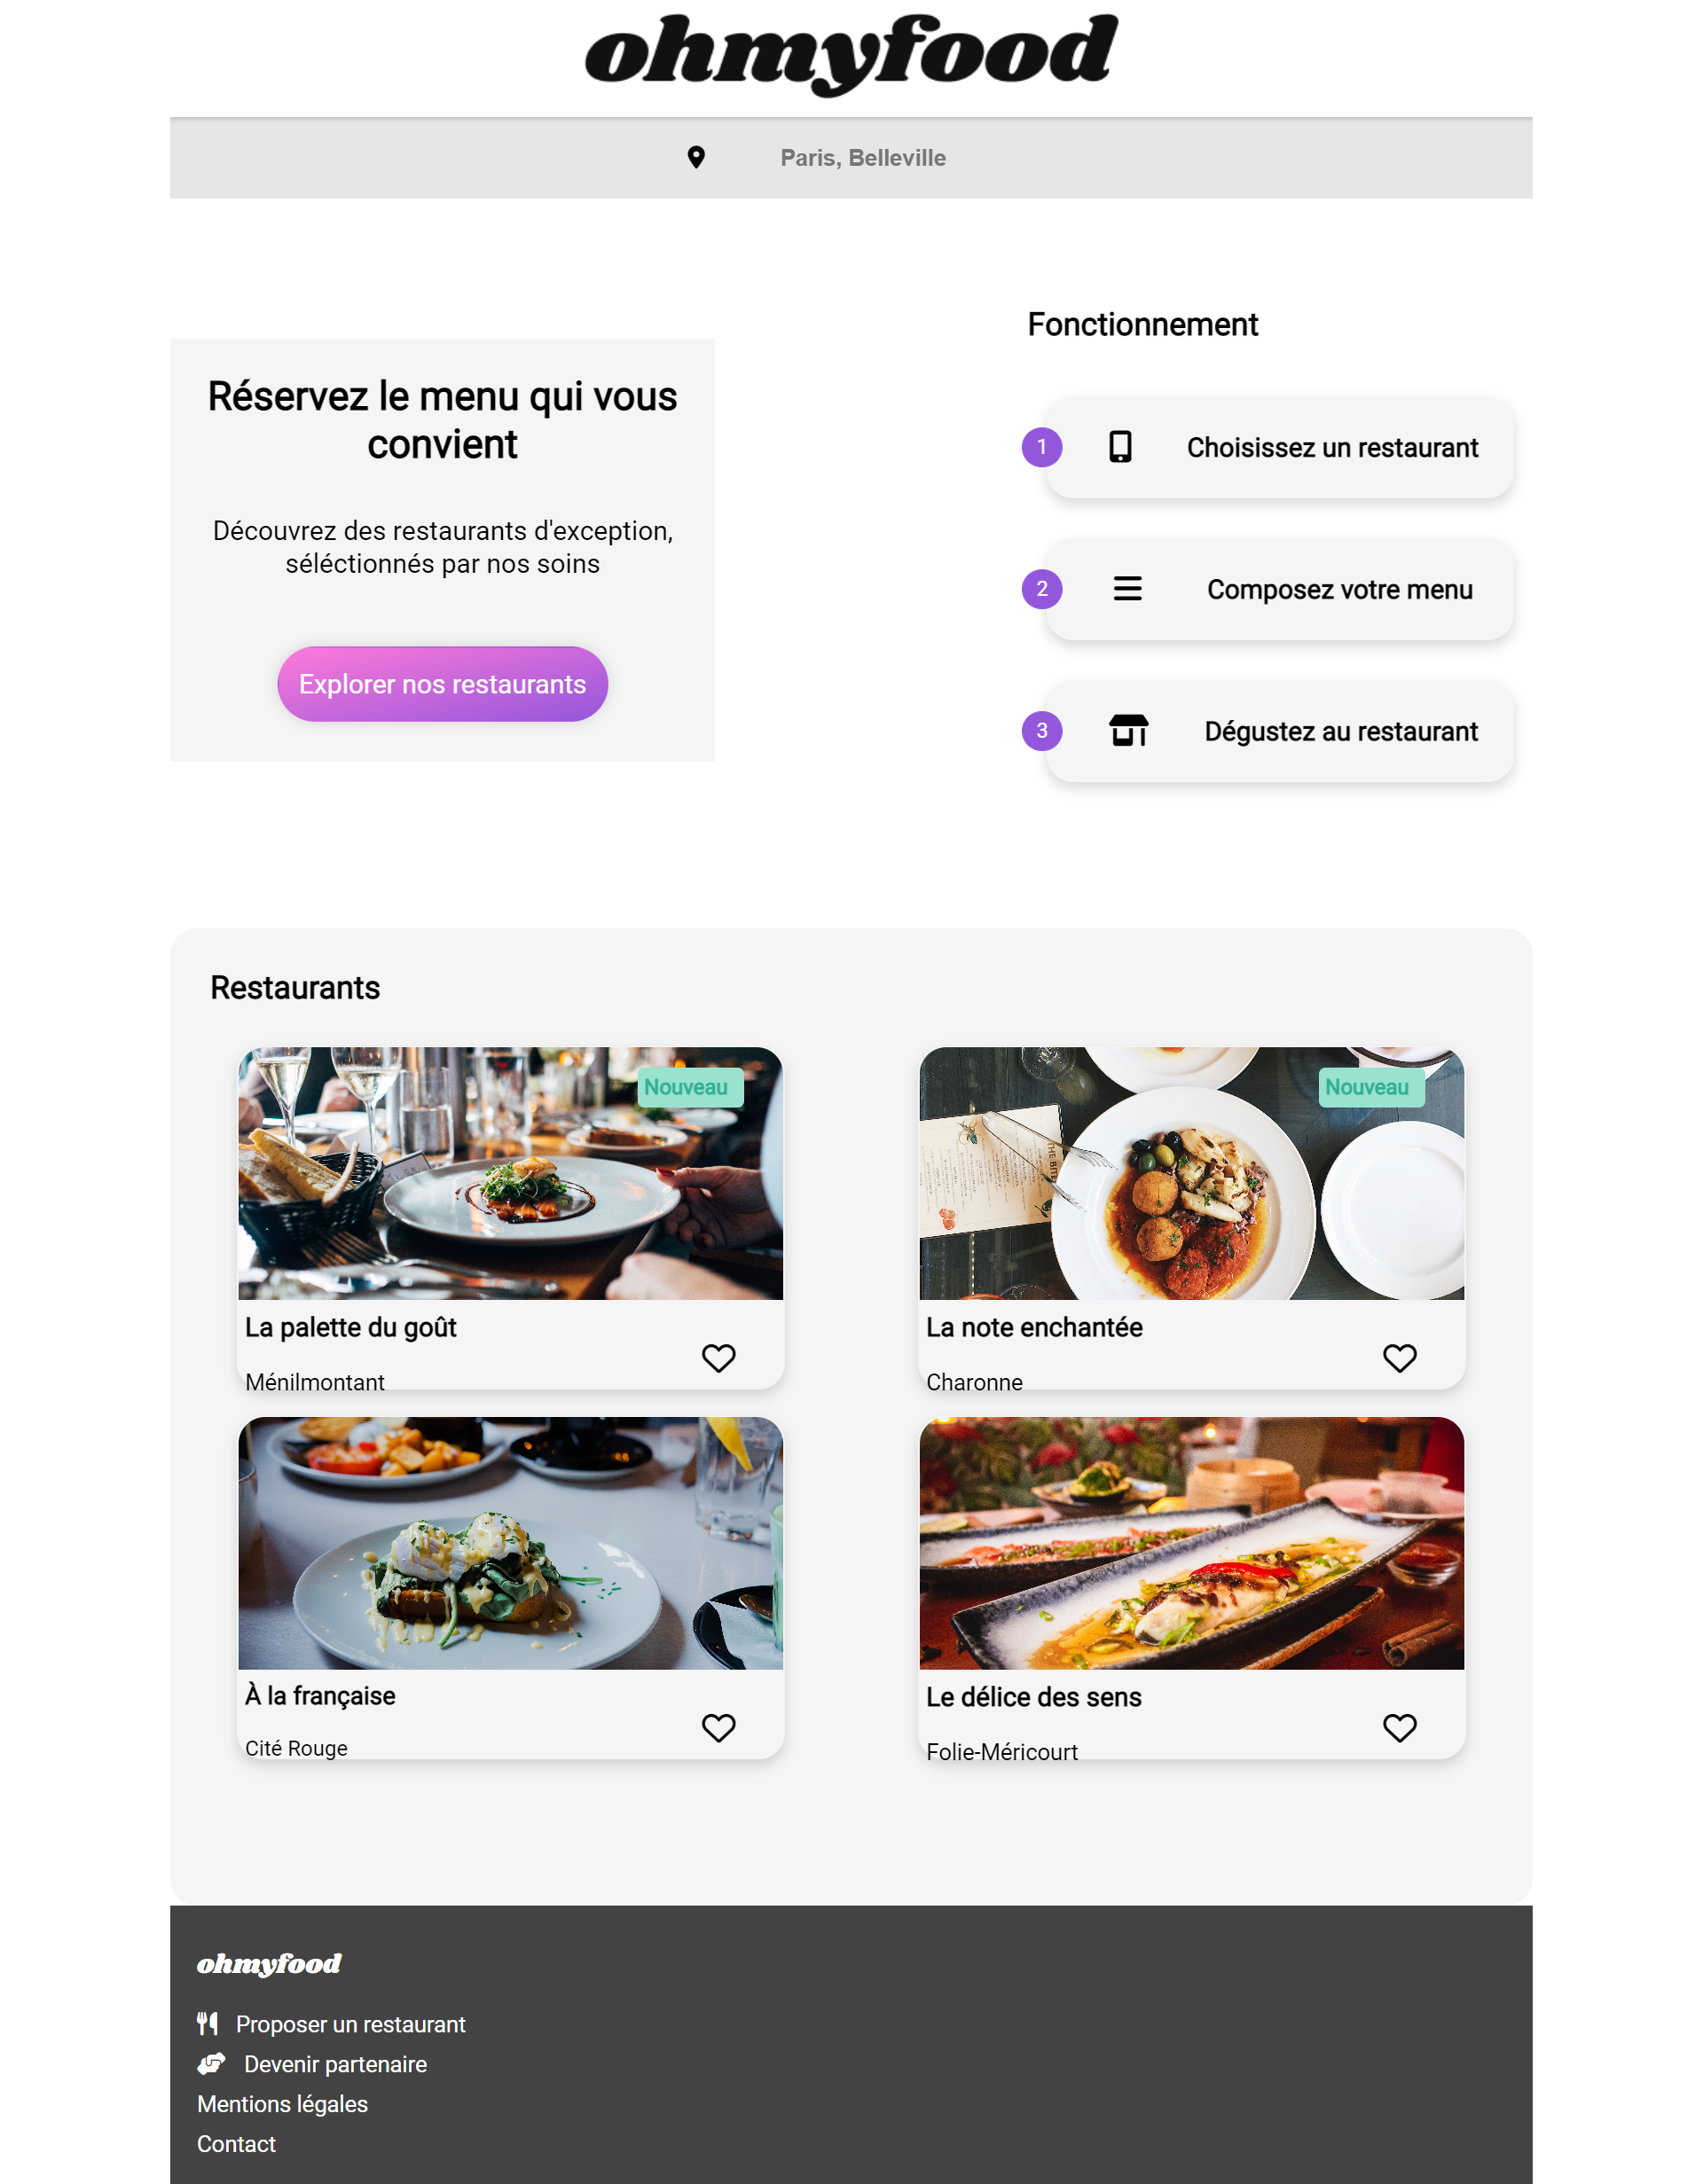 ohmyfood
Paris, Belleville
Réservez le menu qui vous
convient
Découvrez des restaurants d'exception,
séléctionnés par nos soins
Explorer nos restaurants
Fonctionnement
1 Choisissez un restaurant
2 Composez votre menu
3 Dégustez au restaurant
Restaurants
Nouveau
La palette du goût
Ménilmontant
Nouveau
La note enchantée
Charonne
À la française
Cité Rouge
Le délice des sens
Folie-Méricourt
ohmyfood
Proposer un restaurant
Devenir partenaire
Mentions légales
Contact